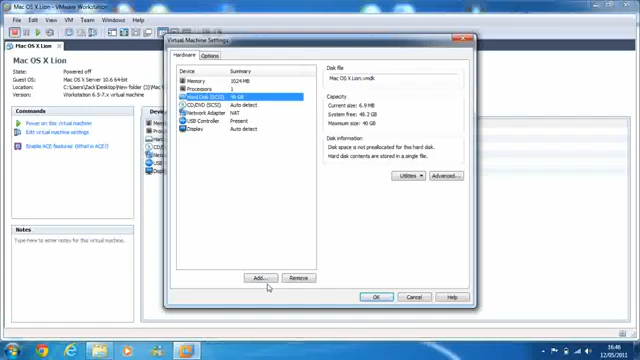 Mac OS X Lion - VMware Workstation
File Edit View VM Team Windows Help
Mac OS X Lion
Mac OS X Lion
State: Powered off
Guest OS: Mac OS X Server 10.6 64-bit
Location: C:\Users\Zack\Desktop\New folder (3)\Mac
Version: Workstation 6.5-7.x virtual machine
Commands
Power on this virtual machine
Edit virtual machine settings
Enable ACE features (What is ACE?)
Notes
Type here to enter notes for this virtual machine
Virtual Machine Settings
Hardware Options
Device Summary
Memory 1024 MB
Processors 1
Hard Disk (SCSI) 40 GB
CD/DVD (SCSI) Auto detect
Network Adapter NAT
USB Controller Present
Display Auto detect
Add... Remove
Disk file
Mac OS X Lion.vmdk
Capacity
Current size: 6.9 MB
System free: 48.2 GB
Maximum size: 40 GB
Disk information
Disk space is not preallocated for this hard disk.
Hard disk contents are stored in a single file.
Utilities Advanced...
OK Cancel Help
16:46
12/05/2011